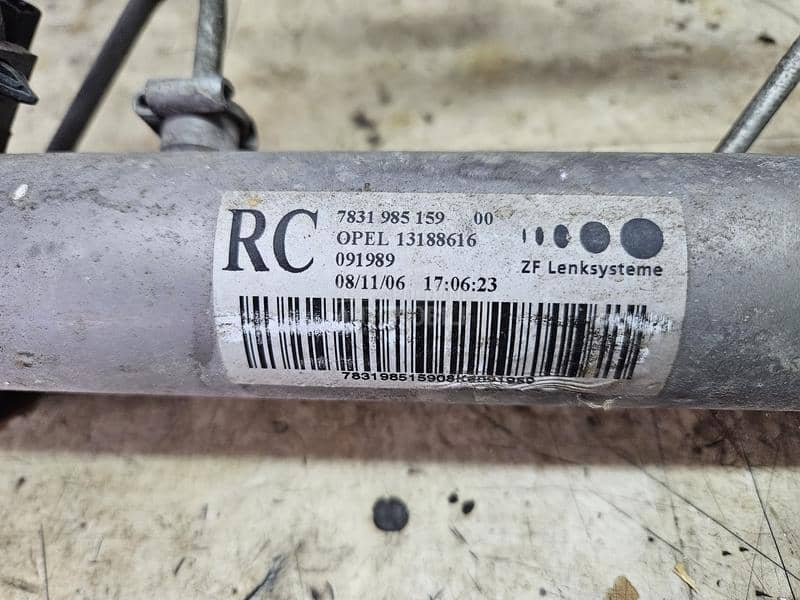 RC
7831 985 159 00
OPEL 13188616
091989
08/11/06 17:06:23
ZF Lenksysteme